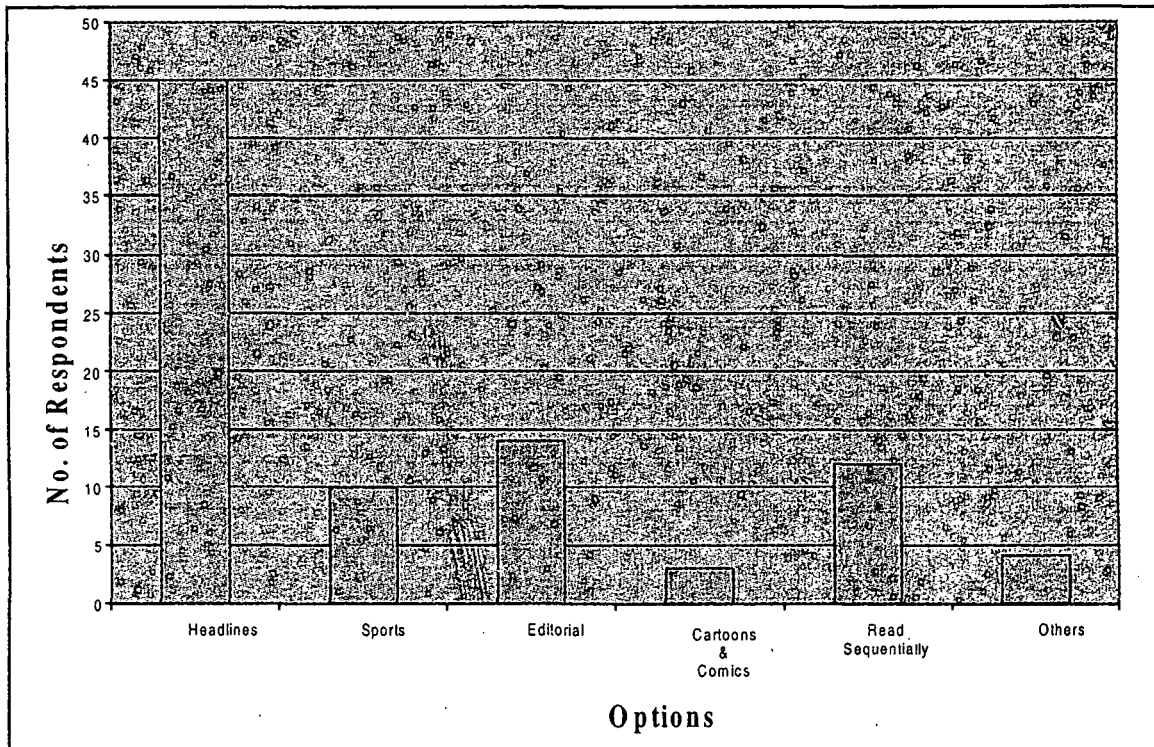 No. of Respondents
50
45
40
35
30
25
20
15
10
5
0
Headlines
Sports
Editorial
Cartoons
&
Comics
Read
Sequentially
Others
Options